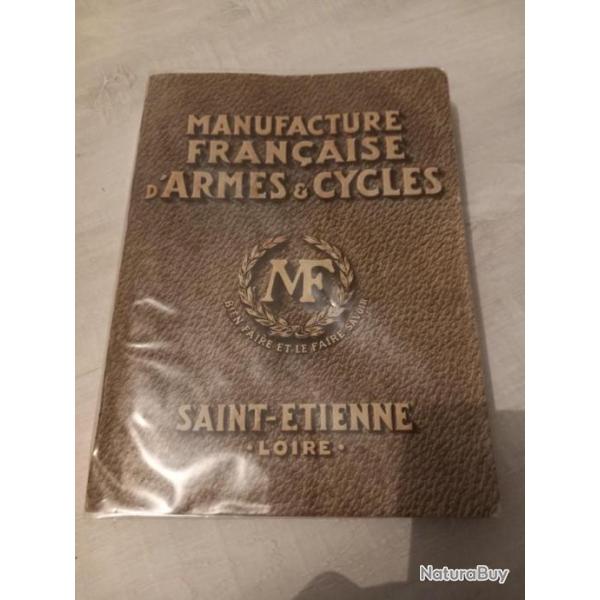 MANUFACTURE
FRANÇAISE
D'ARMES & CYCLES
MF
BIEN FAIRE ET LE FAIRE SAVOIR
SAINT-ETIENNE
• LOIRE •
NaturaBuy